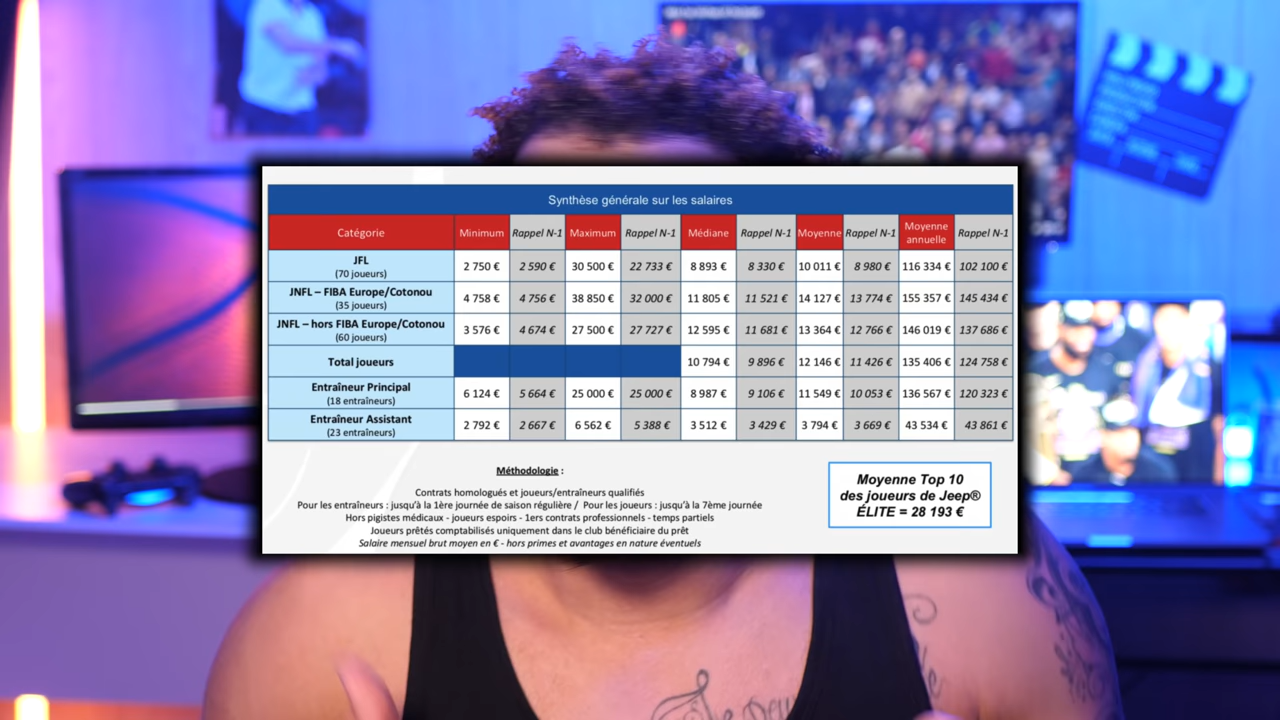 Synthèse générale sur les salaires
Catégorie Minimum Rappel N-1 Maximum Rappel N-1 Médiane Rappel N-1 Moyenne Rappel N-1 Moyenne annuelle Rappel N-1
JFL
(70 joueurs)
2 750 € 2 590 € 30 500 € 22 733 € 8 893 € 8 330 € 10 011 € 8 980 € 116 334 € 102 100 €
JNFL – FIBA Europe/Cotonou
(35 joueurs)
4 758 € 4 756 € 38 850 € 32 000 € 11 805 € 11 521 € 14 127 € 13 774 € 155 357 € 145 434 €
JNFL – hors FIBA Europe/Cotonou
(60 joueurs)
3 576 € 4 674 € 27 500 € 27 727 € 12 595 € 11 681 € 13 364 € 12 766 € 146 019 € 137 686 €
Total joueurs 10 794 € 9 896 € 12 146 € 11 426 € 135 406 € 124 758 €
Entraîneur Principal
(18 entraîneurs)
6 124 € 5 664 € 25 000 € 25 000 € 8 987 € 9 106 € 11 549 € 10 053 € 136 567 € 120 323 €
Entraîneur Assistant
(23 entraîneurs)
2 792 € 2 667 € 6 562 € 5 388 € 3 512 € 3 429 € 3 794 € 3 669 € 43 534 € 43 861 €
Méthodologie :
Contrats homologués et joueurs/entraîneurs qualifiés
Pour les entraîneurs : jusqu'à la 1ère journée de saison régulière / Pour les joueurs : jusqu'à la 7ème journée
Hors pigistes médicaux - joueurs espoirs - 1ers contrats professionnels - temps partiels
Joueurs prêtés comptabilisés uniquement dans le club bénéficiaire du prêt
Salaire mensuel brut moyen en € - hors primes et avantages en nature éventuels
Moyenne Top 10
des joueurs de Jeep®
ÉLITE = 28 193 €